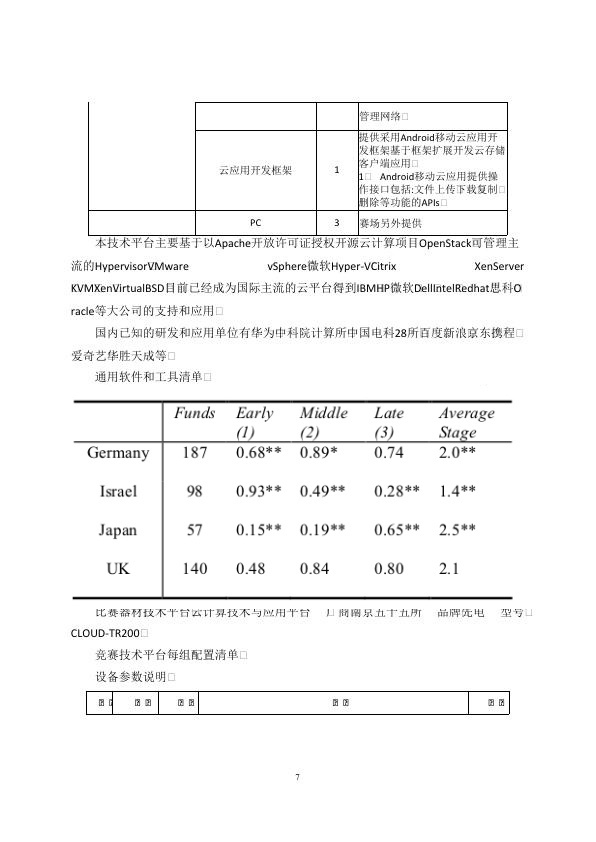 管理网络
云应用开发框架 1 提供采用Android移动云应用开
发框架基于框架扩展开发云存储
客户端应用
1 Android移动云应用提供操
作接口包括:文件上传下载复制
删除等功能的APIs
PC 3 赛场另外提供
本技术平台主要基于以Apache开放许可证授权开源云计算项目OpenStack可管理主
流的HypervisorVMware vSphere微软Hyper-VCitrix XenServer
KVMXenVirtualBSD目前已经成为国际主流的云平台得到IBMHP微软DellIntelRedhat思科O
racle等大公司的支持和应用
国内已知的研发和应用单位有华为中科院计算所中国电科28所百度新浪京东携程
爱奇艺华胜天成等
通用软件和工具清单
Funds Early (1) Middle (2) Late (3) Average Stage
Germany 187 0.68** 0.89* 0.74 2.0**
Israel 98 0.93** 0.49** 0.28** 1.4**
Japan 57 0.15** 0.19** 0.65** 2.5**
UK 140 0.48 0.84 0.80 2.1
比赛器材技术平台云计算技术与应用平台 商南京五十五所 品牌先电 型号
CLOUD-TR200
竞赛技术平台每组配置清单
设备参数说明
7